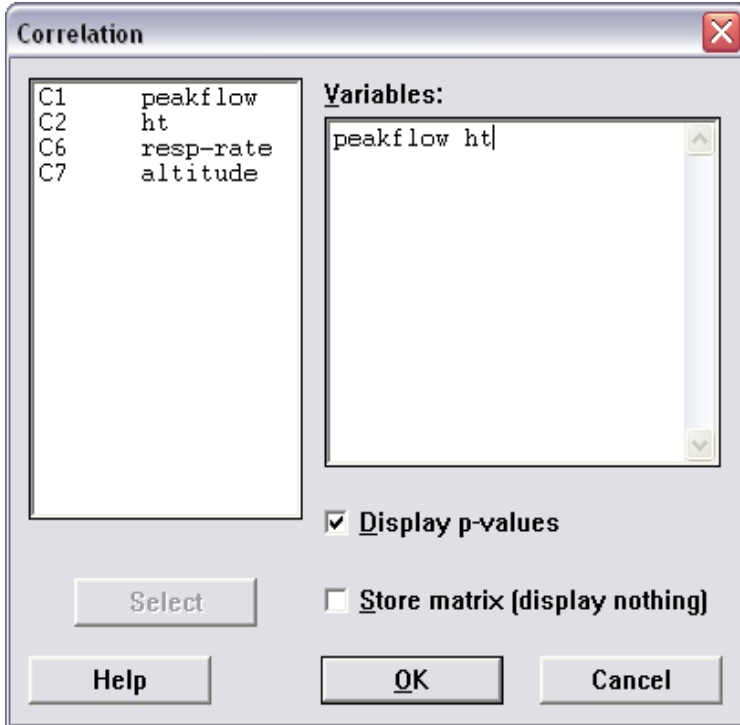 Correlation
C1 peakflow
C2 ht
C6 resp-rate
C7 altitude
Variables:
peakflow ht
Display p-values
Select
Store matrix (display nothing)
Help
OK
Cancel